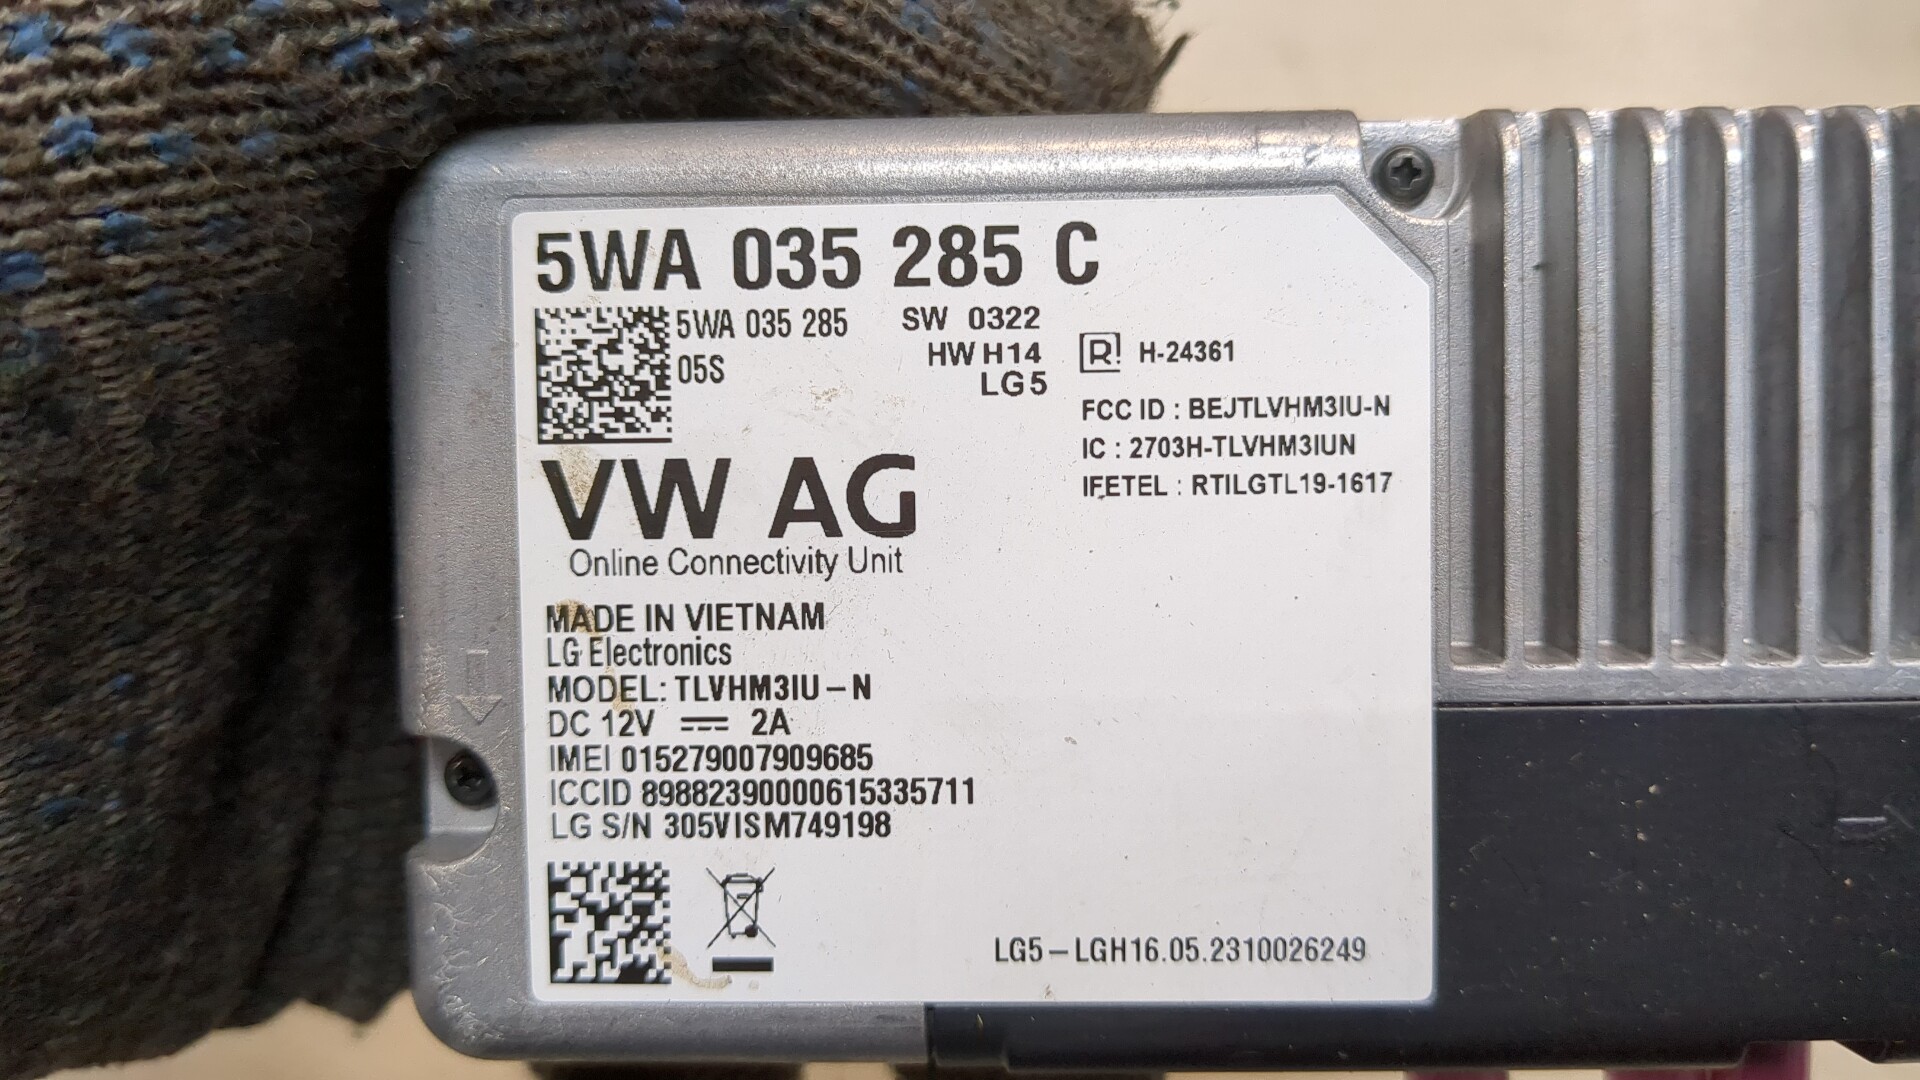 5WA 035 285 C
5WA 035 285
05S
SW 0322
HW H14
LG5
R! H-24361
FCC ID : BEJTLVHM3IU-N
IC : 2703H-TLVHM3IUN
IFETEL : RTILGTL19-1617
VW AG
Online Connectivity Unit
MADE IN VIETNAM
LG Electronics
MODEL: TLVHM3IU-N
DC 12V ⎓ 2A
IMEI 015279007909685
ICCID 89882390000615335711
LG S/N 305VISM749198
LG5-LGH16.05.2310026249